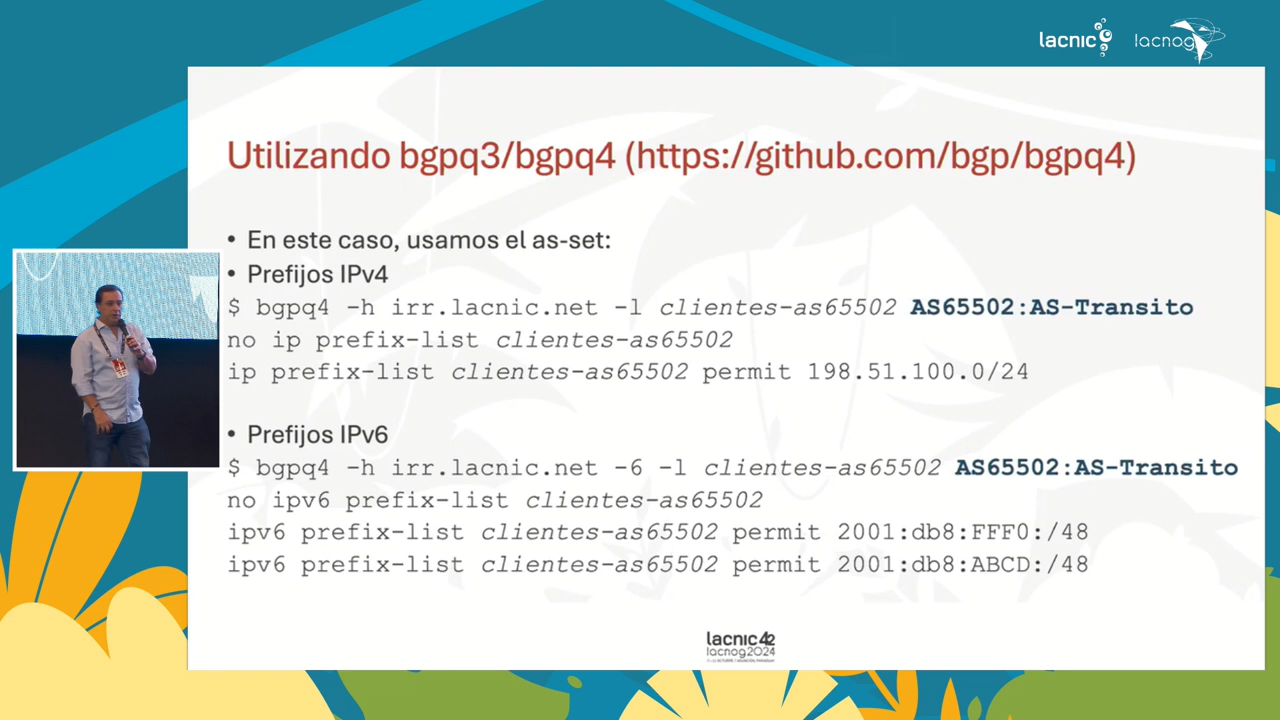 lacnic
lacnog
Utilizando bgpq3/bgpq4 (https://github.com/bgp/bgpq4)
• En este caso, usamos el as-set:
• Prefijos IPv4
$ bgpq4 -h irr.lacnic.net -l clientes-as65502 AS65502:AS-Transito
no ip prefix-list clientes-as65502
ip prefix-list clientes-as65502 permit 198.51.100.0/24
• Prefijos IPv6
$ bgpq4 -h irr.lacnic.net -6 -l clientes-as65502 AS65502:AS-Transito
no ipv6 prefix-list clientes-as65502
ipv6 prefix-list clientes-as65502 permit 2001:db8:FFF0:/48
ipv6 prefix-list clientes-as65502 permit 2001:db8:ABCD:/48
lacnic42
lacnog2024